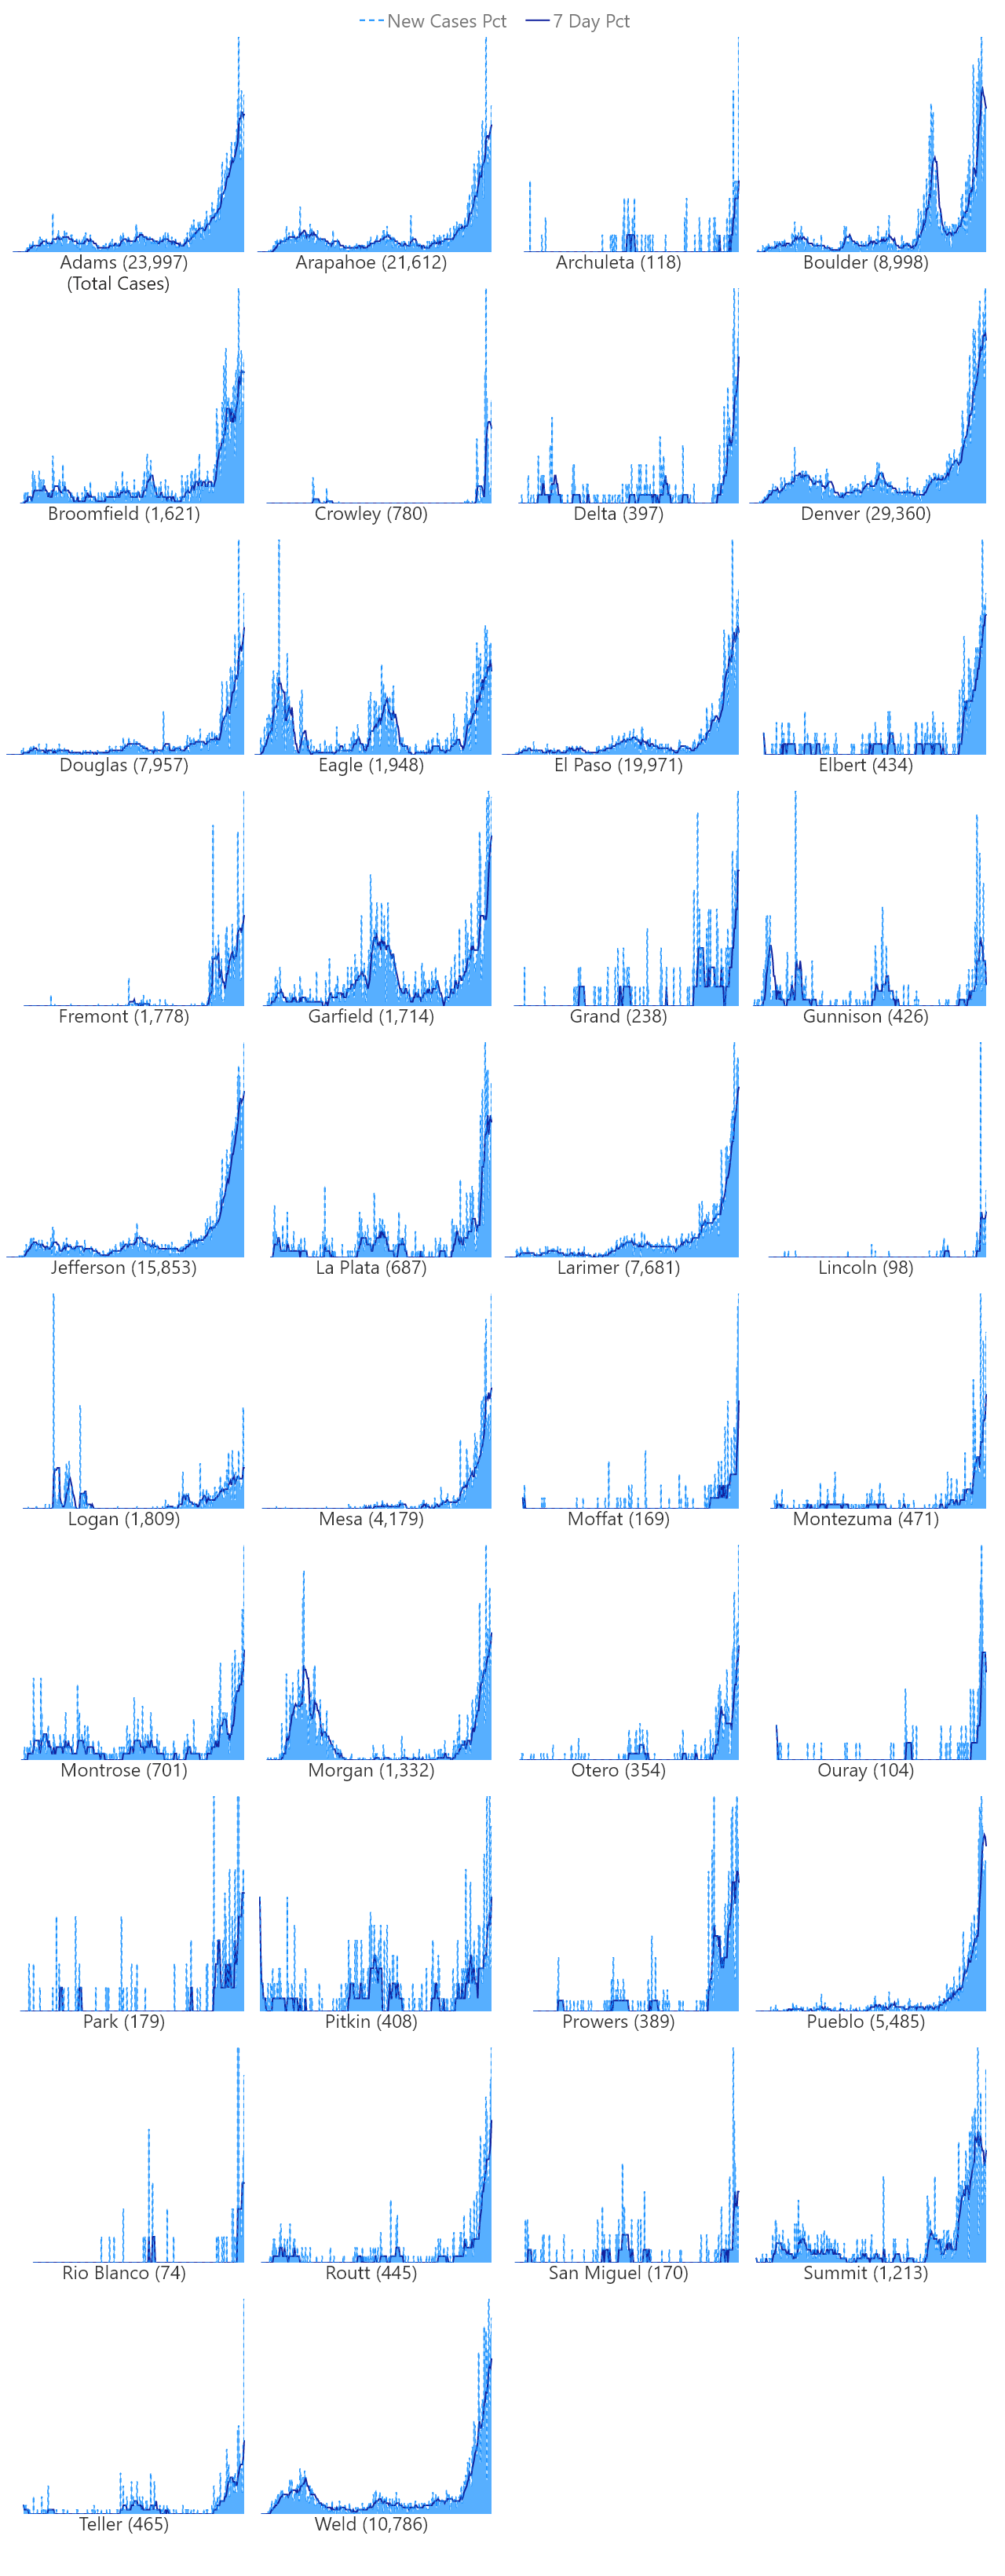 New Cases Pct 7 Day Pct
Adams (23,997) Arapahoe (21,612) Archuleta (118) Boulder (8,998)
(Total Cases)
Broomfield (1,621) Crowley (780) Delta (397) Denver (29,360)
Douglas (7,957) Eagle (1,948) El Paso (19,971) Elbert (434)
Fremont (1,778) Garfield (1,714) Grand (238) Gunnison (426)
Jefferson (15,853) La Plata (687) Larimer (7,681) Lincoln (98)
Logan (1,809) Mesa (4,179) Moffat (169) Montezuma (471)
Montrose (701) Morgan (1,332) Otero (354) Ouray (104)
Park (179) Pitkin (408) Prowers (389) Pueblo (5,485)
Rio Blanco (74) Routt (445) San Miguel (170) Summit (1,213)
Teller (465) Weld (10,786)